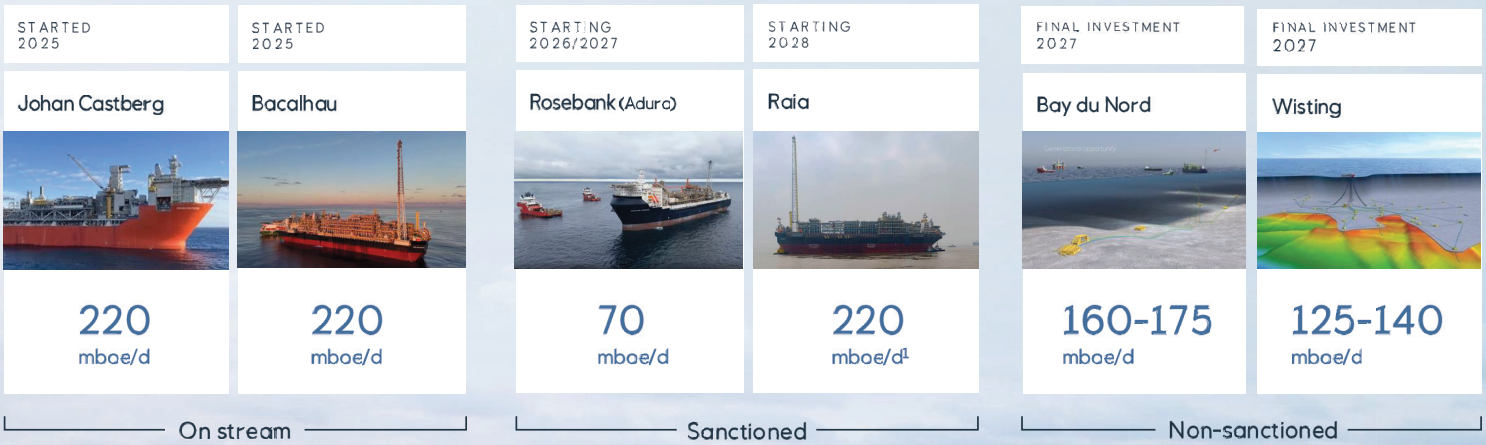 STARTED
2025
Johan Castberg
220
mboe/d
STARTED
2025
Bacalhau
220
mboe/d
On stream
STARTING
2026/2027
Rosebank (Adura)
70
mboe/d
STARTING
2028
Raia
220
mboe/d¹
Sanctioned
FINAL INVESTMENT
2027
Bay du Nord
Generational opportunity
160-175
mboe/d
FINAL INVESTMENT
2027
Wisting
125-140
mboe/d
Non-sanctioned